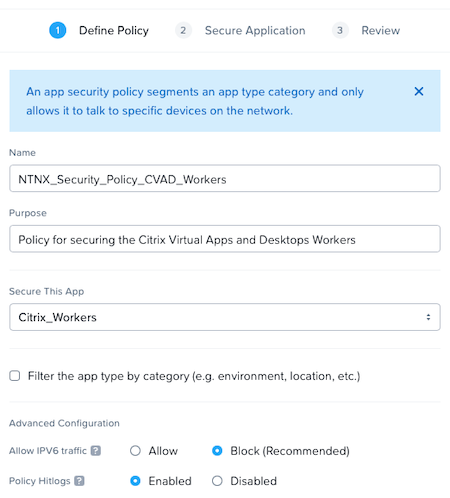 1 Define Policy 2 Secure Application 3 Review
An app security policy segments an app type category and only
allows it to talk to specific devices on the network.
Name
NTNX_Security_Policy_CVAD_Workers
Purpose
Policy for securing the Citrix Virtual Apps and Desktops Workers
Secure This App
Citrix_Workers
Filter the app type by category (e.g. environment, location, etc.)
Advanced Configuration
Allow IPV6 traffic ? Allow Block (Recommended)
Policy Hitlogs ? Enabled Disabled